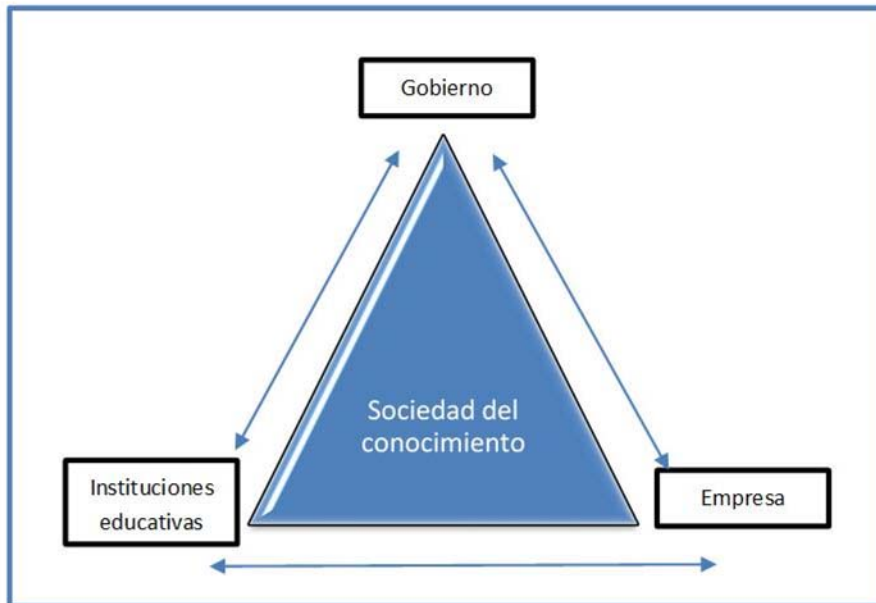 Gobierno
Sociedad del
conocimiento
Instituciones
educativas
Empresa